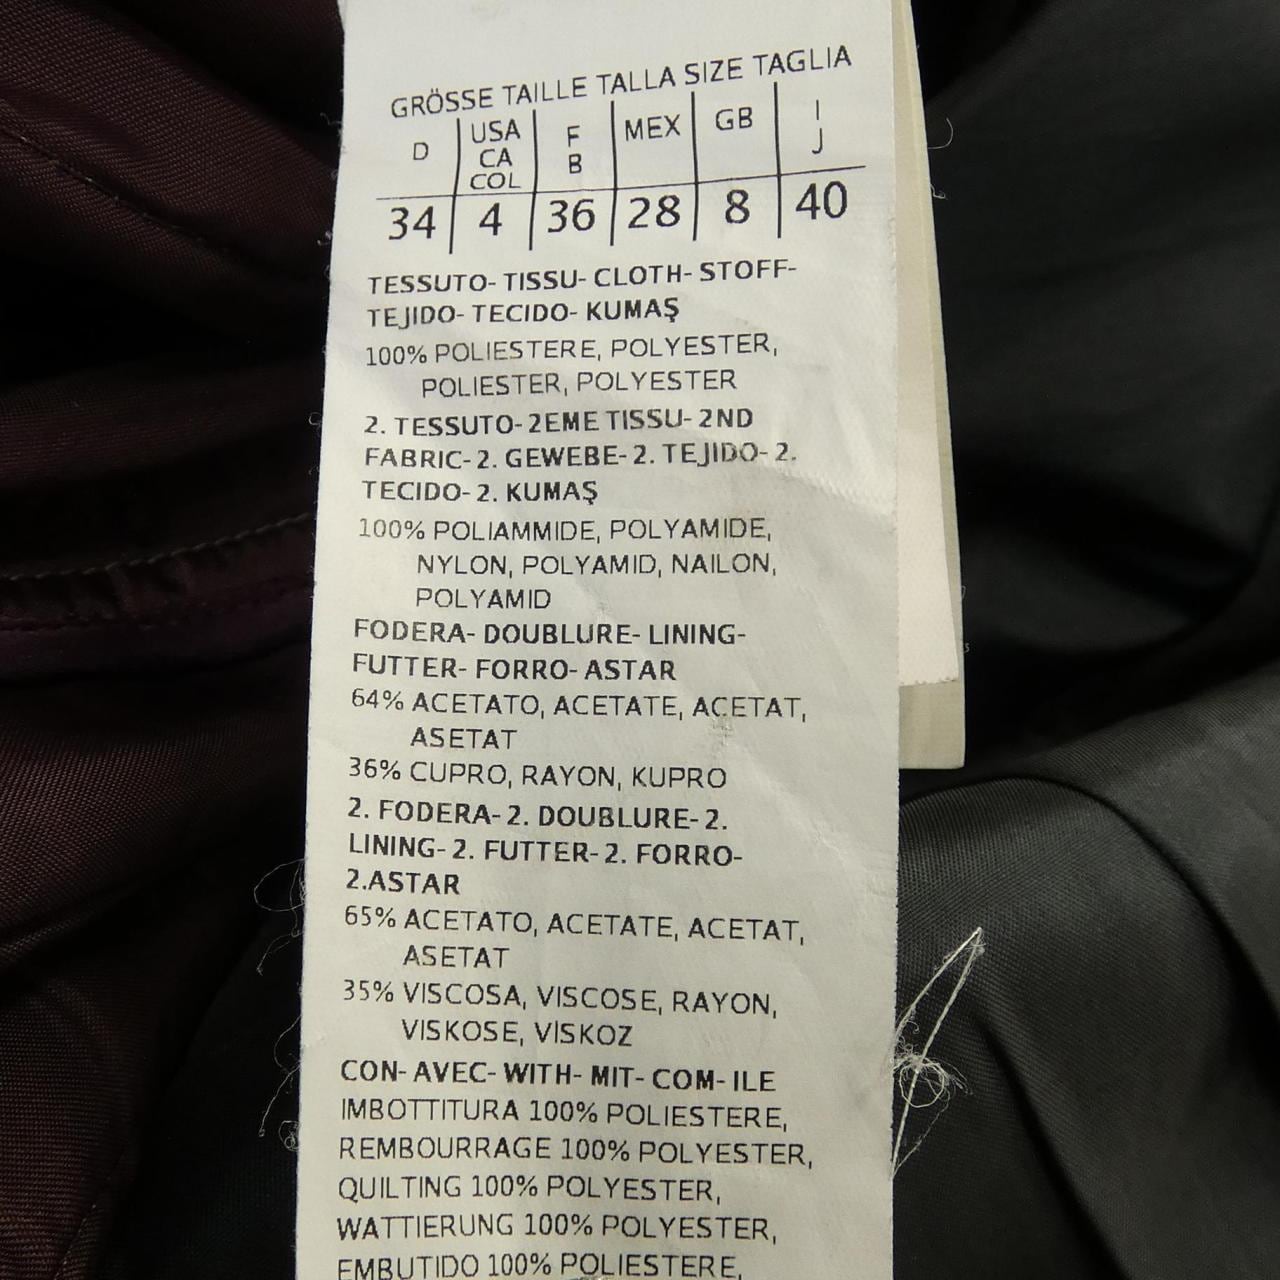 GRÖSSE TAILLE TALLA SIZE TAGLIA
D USA CA COL F B MEX GB I J
34 4 36 28 8 40
TESSUTO- TISSU- CLOTH- STOFF-
TEJIDO- TECIDO- KUMAŞ
100% POLIESTERE, POLYESTER,
POLIESTER, POLYESTER
2. TESSUTO- 2EME TISSU- 2ND
FABRIC- 2. GEWEBE- 2. TEJIDO- 2.
TECIDO- 2. KUMAŞ
100% POLIAMMIDE, POLYAMIDE,
NYLON, POLYAMID, NAILON,
POLYAMID
FODERA- DOUBLURE- LINING-
FUTTER- FORRO- ASTAR
64% ACETATO, ACETATE, ACETAT,
ASETAT
36% CUPRO, RAYON, KUPRO
2. FODERA- 2. DOUBLURE- 2.
LINING- 2. FUTTER- 2. FORRO-
2.ASTAR
65% ACETATO, ACETATE, ACETAT,
ASETAT
35% VISCOSA, VISCOSE, RAYON,
VISKOSE, VİSKOZ
CON- AVEC- WITH- MIT- COM- ILE
IMBOTTITURA 100% POLIESTERE,
REMBOURRAGE 100% POLYESTER,
QUILTING 100% POLYESTER,
WATTIERUNG 100% POLYESTER,
EMBUTIDO 100% POLIESTERE,